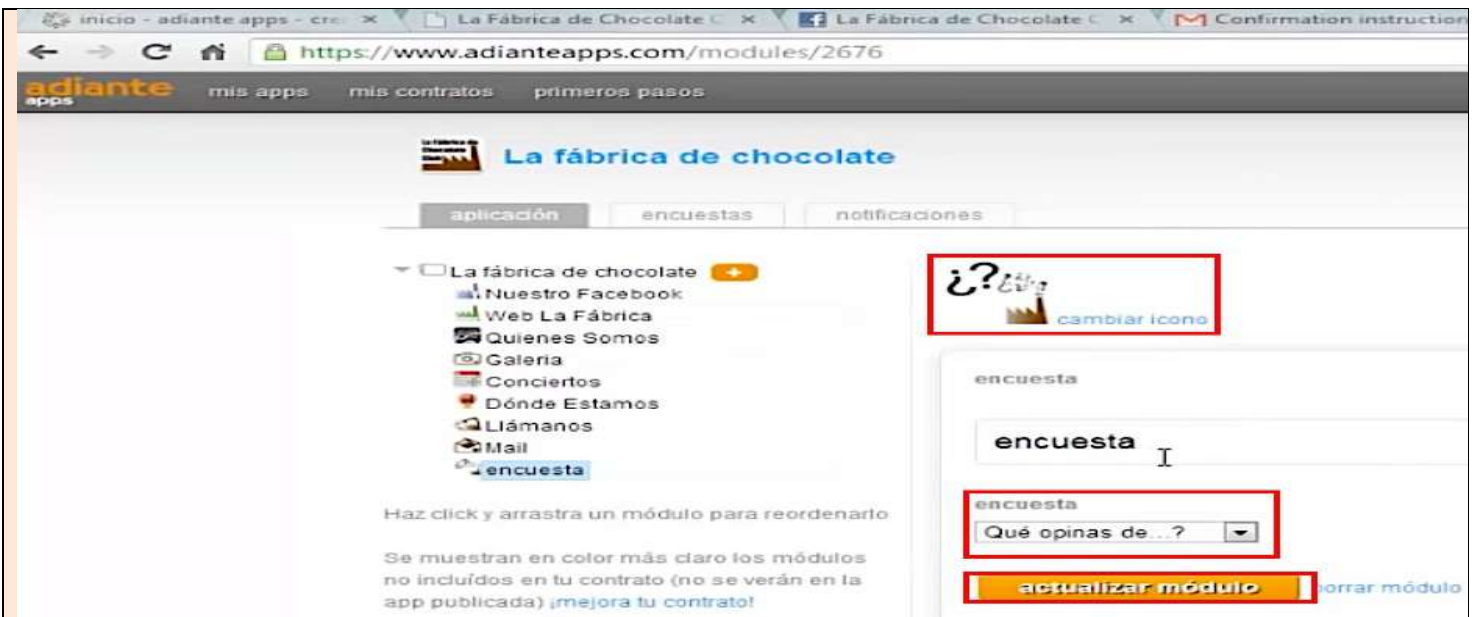 inicio - adiante apps - cre
La Fábrica de Chocolate C
La Fábrica de Chocolate C
Confirmation instruction
https://www.adianteapps.com/modules/2676
adiante apps
mis apps
mis contratos
primeros pasos
La fábrica de chocolate
aplicación
encuestas
notificaciones
La fábrica de chocolate +
Nuestro Facebook
Web La Fábrica
Quienes Somos
Galeria
Conciertos
Dónde Estamos
Llámanos
Mail
encuesta
Haz click y arrastra un módulo para reordenarlo
Se muestran en color más claro los módulos
no incluídos en tu contrato (no se verán en la
app publicada) ¡mejora tu contrato!
¿?
cambiar icono
encuesta
encuesta
encuesta
Qué opinas de...?
actualizar módulo
borrar módulo